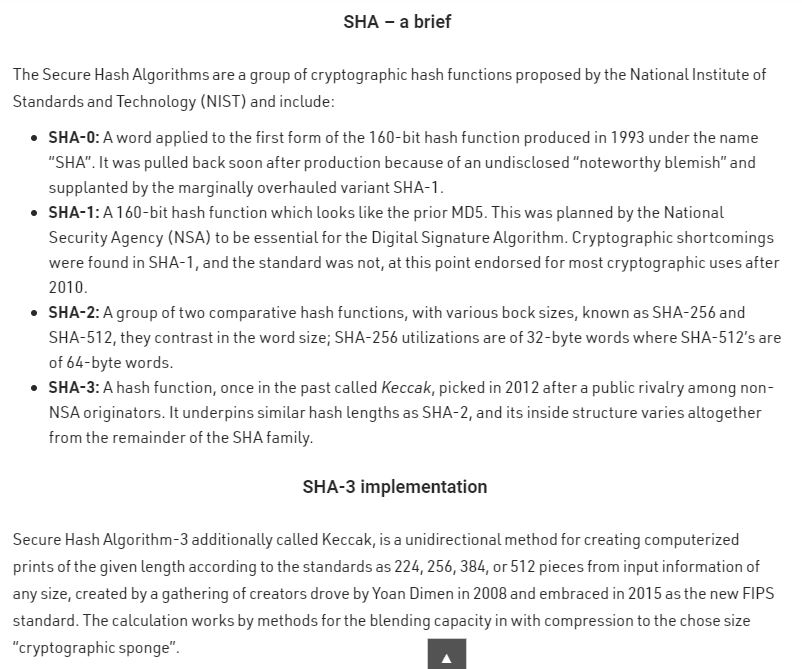 SHA – a brief
The Secure Hash Algorithms are a group of cryptographic hash functions proposed by the National Institute of
Standards and Technology (NIST) and include:
• SHA-0: A word applied to the first form of the 160-bit hash function produced in 1993 under the name
“SHA”. It was pulled back soon after production because of an undisclosed “noteworthy blemish” and
supplanted by the marginally overhauled variant SHA-1.
• SHA-1: A 160-bit hash function which looks like the prior MD5. This was planned by the National
Security Agency (NSA) to be essential for the Digital Signature Algorithm. Cryptographic shortcomings
were found in SHA-1, and the standard was not, at this point endorsed for most cryptographic uses after
2010.
• SHA-2: A group of two comparative hash functions, with various bock sizes, known as SHA-256 and
SHA-512, they contrast in the word size; SHA-256 utilizations are of 32-byte words where SHA-512’s are
of 64-byte words.
• SHA-3: A hash function, once in the past called Keccak, picked in 2012 after a public rivalry among non-
NSA originators. It underpins similar hash lengths as SHA-2, and its inside structure varies altogether
from the remainder of the SHA family.
SHA-3 implementation
Secure Hash Algorithm-3 additionally called Keccak, is a unidirectional method for creating computerized
prints of the given length according to the standards as 224, 256, 384, or 512 pieces from input information of
any size, created by a gathering of creators drove by Yoan Dimen in 2008 and embraced in 2015 as the new FIPS
standard. The calculation works by methods for the blending capacity in with compression to the chose size
“cryptographic sponge”.